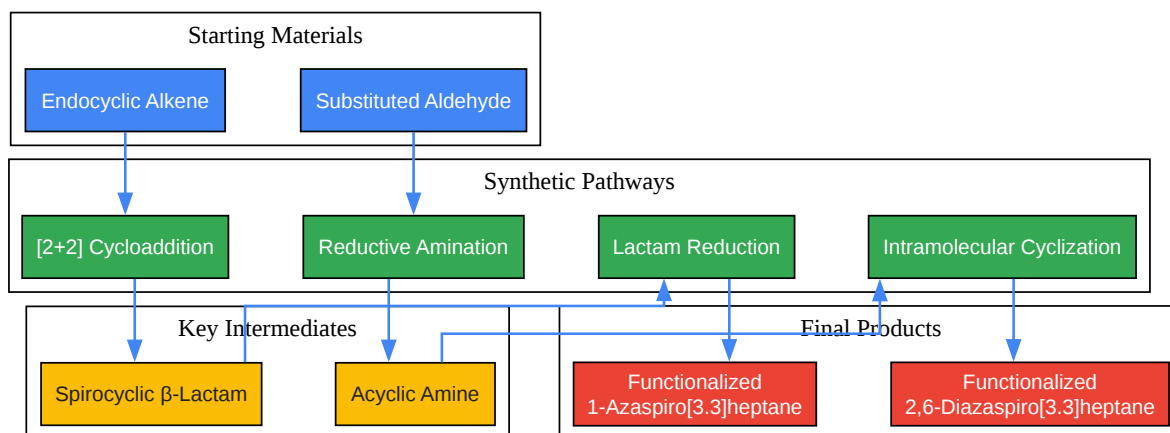 Starting Materials
Endocyclic Alkene
Substituted Aldehyde
Synthetic Pathways
[2+2] Cycloaddition
Reductive Amination
Lactam Reduction
Intramolecular Cyclization
Key Intermediates
Final Products
Spirocyclic β-Lactam
Acyclic Amine
Functionalized
1-Azaspiro[3.3]heptane
Functionalized
2,6-Diazaspiro[3.3]heptane